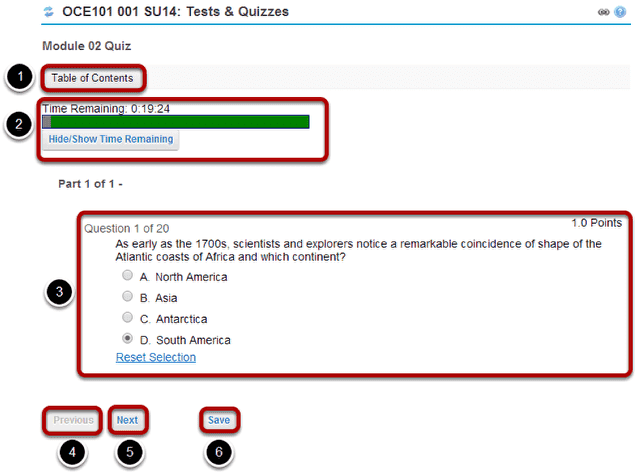 OCE101 001 SU14: Tests & Quizzes
?
Module 02 Quiz
1
Table of Contents
Time Remaining: 0:19:24
2
Hide/Show Time Remaining
Part 1 of 1 -
Question 1 of 20
1.0 Points
As early as the 1700s, scientists and explorers notice a remarkable coincidence of shape of the
Atlantic coasts of Africa and which continent?
A. North America
3
B. Asia
C. Antarctica
D. South America
Reset Selection
Previous
Next
Save
4
5
6